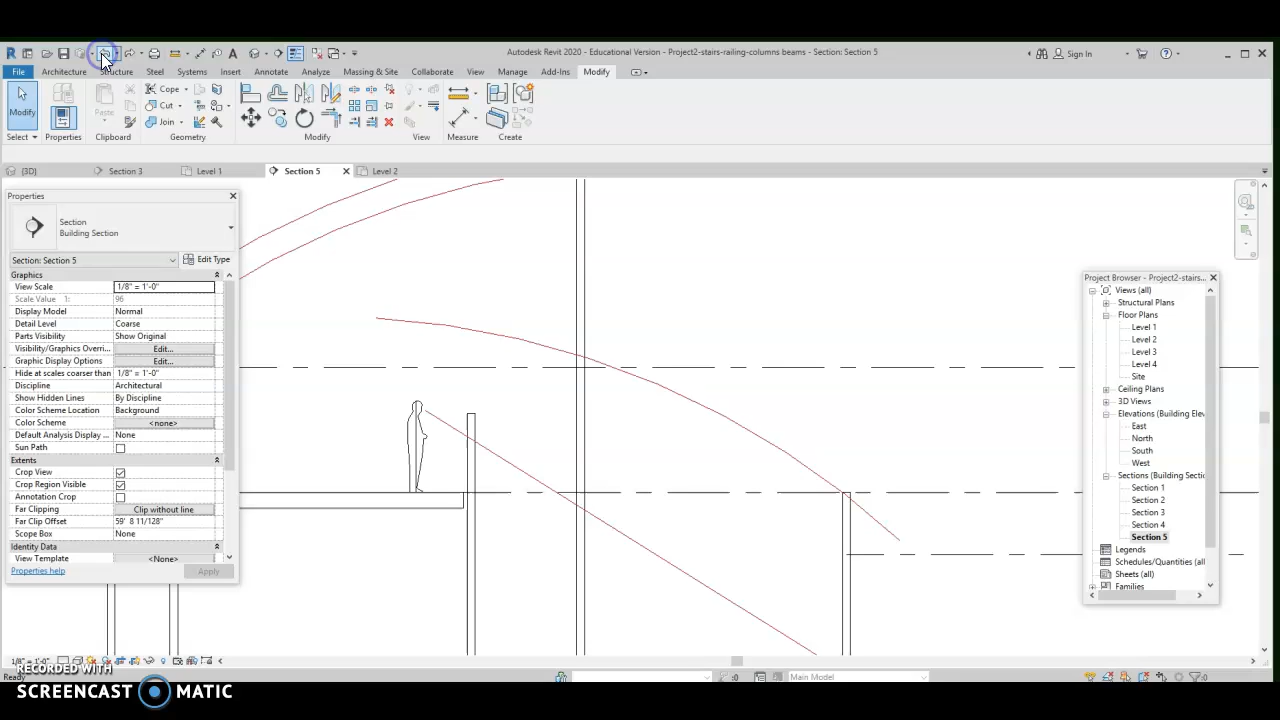 Autodesk Revit 2020 - Educational Version - Project2-stairs-railing-columns beams - Section: Section 5
Sign In
File Architecture Structure Steel Systems Insert Annotate Analyze Massing & Site Collaborate View Manage Add-Ins Modify
Cope
Cut
Join
Modify
Paste
Select Properties Clipboard Geometry Modify View Measure Create
(3D) Section 3 Level 1 Section 5 Level 2
Properties
Section
Building Section
Section: Section 5 Edit Type
Graphics
View Scale 1/8" = 1'-0"
Scale Value 1: 96
Display Model Normal
Detail Level Coarse
Parts Visibility Show Original
Visibility/Graphics Overri... Edit...
Graphic Display Options Edit...
Hide at scales coarser than 1/8" = 1'-0"
Discipline Architectural
Show Hidden Lines By Discipline
Color Scheme Location Background
Color Scheme <none>
Default Analysis Display ... None
Sun Path
Extents
Crop View
Crop Region Visible
Annotation Crop
Far Clipping Clip without line
Far Clip Offset 59' 8 11/128"
Scope Box None
Identity Data
View Template <None>
Properties help Apply
Project Browser - Project2-stairs...
Views (all)
Structural Plans
Floor Plans
Level 1
Level 2
Level 3
Level 4
Site
Ceiling Plans
3D Views
Elevations (Building Elev
East
North
South
West
Sections (Building Sectio
Section 1
Section 2
Section 3
Section 4
Section 5
Legends
Schedules/Quantities (all
Sheets (all)
Families
1/8" = 1'-0"
Ready
:0 Main Model :0
RECORDED WITH
SCREENCAST MATIC